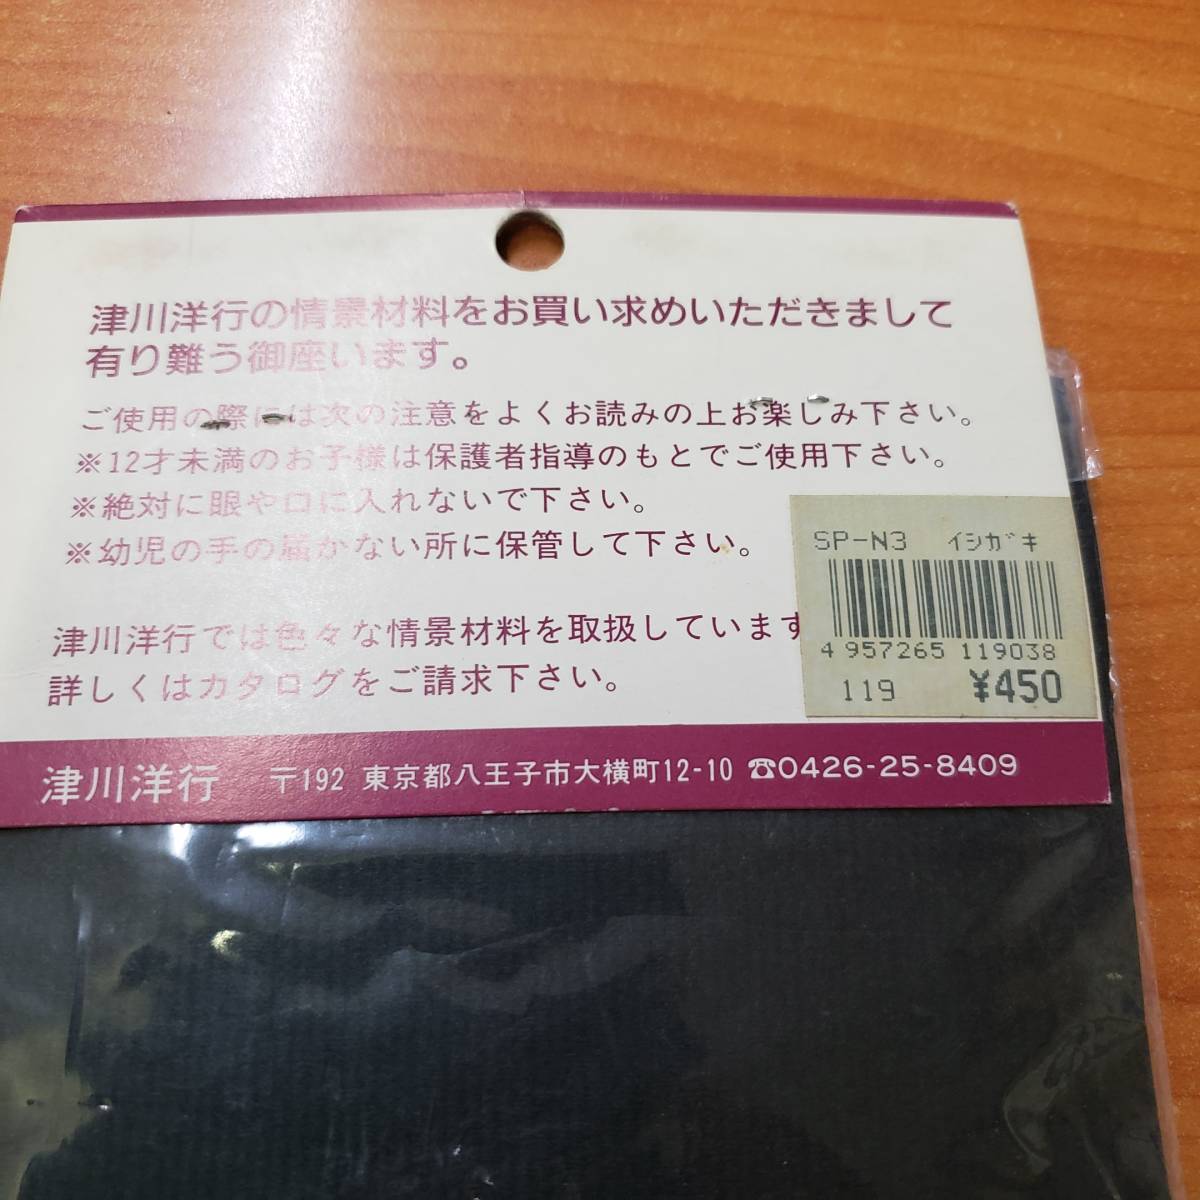 津川洋行の情景材料をお買い求めいただきまして
有り難う御座います。
ご使用の際には次の注意をよくお読みの上お楽しみ下さい。
※12才未満のお子様は保護者指導のもとでご使用下さい。
※絶対に眼や口に入れないで下さい。
※幼児の手の届かない所に保管して下さい。
SP-N3 イシガキ
4 957265 119038
119 ¥450
津川洋行では色々な情景材料を取扱しています
詳しくはカタログをご請求下さい。
津川洋行 〒192 東京都八王子市大横町12-10 ☎0426-25-8409